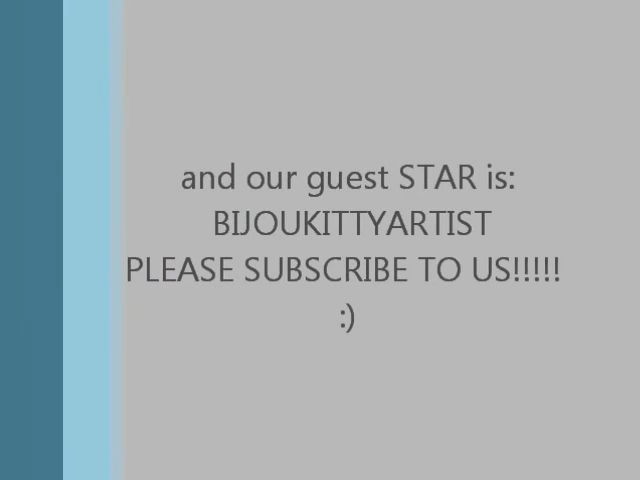 and our guest STAR is:
BIJOUKITTYARTIST
PLEASE SUBSCRIBE TO US!!!!!
:)